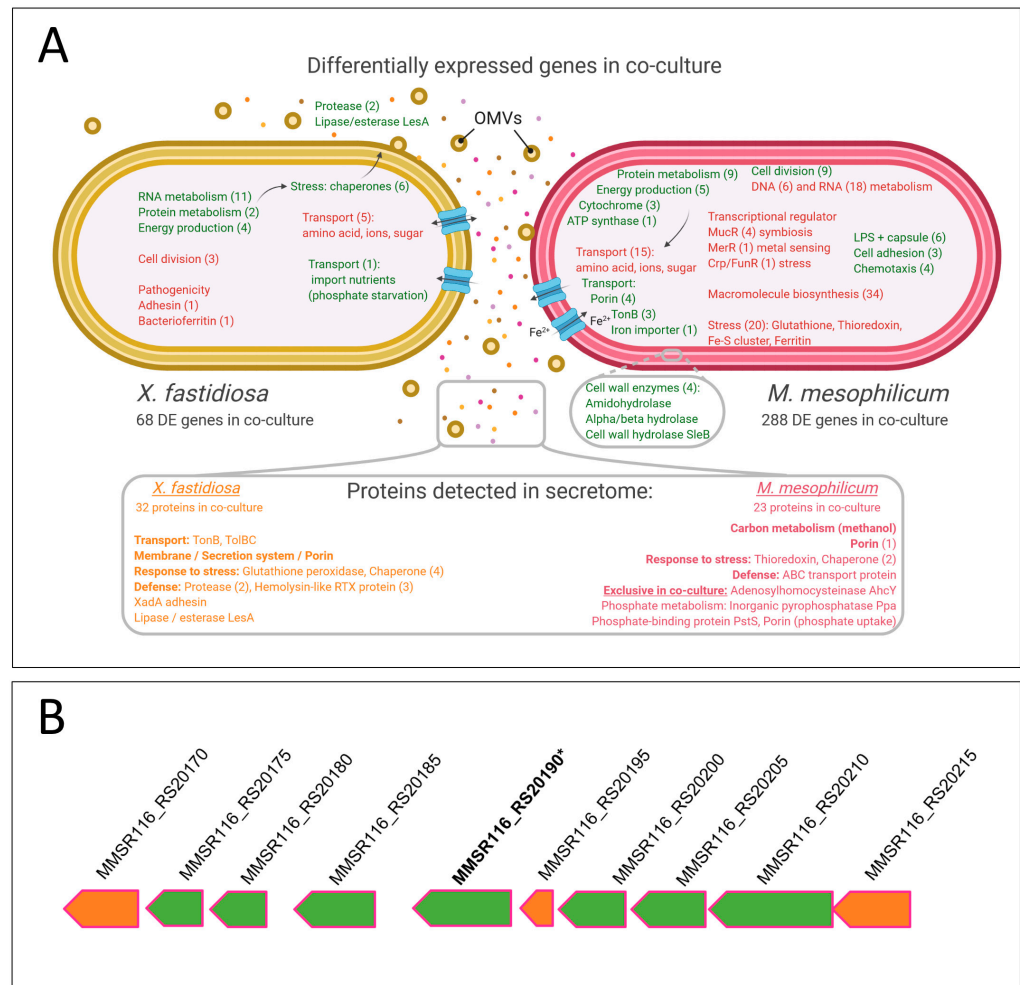 A
Differentially expressed genes in co-culture
Protease (2)
Lipase/esterase LesA
OMVs
RNA metabolism (11)
Protein metabolism (2)
Energy production (4)
Stress: chaperones (6)
Transport (5):
amino acid, ions, sugar
Cell division (3)
Transport (1):
import nutrients
(phosphate starvation)
Pathogenicity
Adhesin (1)
Bacterioferritin (1)
Protein metabolism (9)
Energy production (5)
Cytochrome (3)
ATP synthase (1)
Cell division (9)
DNA (6) and RNA (18) metabolism
Transcriptional regulator
MucR (4) symbiosis
MerR (1) metal sensing
Crp/FunR (1) stress
LPS + capsule (6)
Cell adhesion (3)
Chemotaxis (4)
Transport (15):
amino acid, ions, sugar
Transport:
Porin (4)
TonB (3)
Iron importer (1)
Fe²⁺
Fe²⁺
Macromolecule biosynthesis (34)
Stress (20): Glutathione, Thioredoxin,
Fe-S cluster, Ferritin
X. fastidiosa
68 DE genes in co-culture
Cell wall enzymes (4):
Amidohydrolase
Alpha/beta hydrolase
Cell wall hydrolase SleB
M. mesophilicum
288 DE genes in co-culture
Proteins detected in secretome:
X. fastidiosa
32 proteins in co-culture
Transport: TonB, TolBC
Membrane / Secretion system / Porin
Response to stress: Glutathione peroxidase, Chaperone (4)
Defense: Protease (2), Hemolysin-like RTX protein (3)
XadA adhesin
Lipase / esterase LesA
M. mesophilicum
23 proteins in co-culture
Carbon metabolism (methanol)
Porin (1)
Response to stress: Thioredoxin, Chaperone (2)
Defense: ABC transport protein
Exclusive in co-culture: Adenosylhomocysteinase AhcY
Phosphate metabolism: Inorganic pyrophosphatase Ppa
Phosphate-binding protein PstS, Porin (phosphate uptake)
B
MMSR116_RS20170
MMSR116_RS20175
MMSR116_RS20180
MMSR116_RS20185
MMSR116_RS20190*
MMSR116_RS20195
MMSR116_RS20200
MMSR116_RS20205
MMSR116_RS20210
MMSR116_RS20215